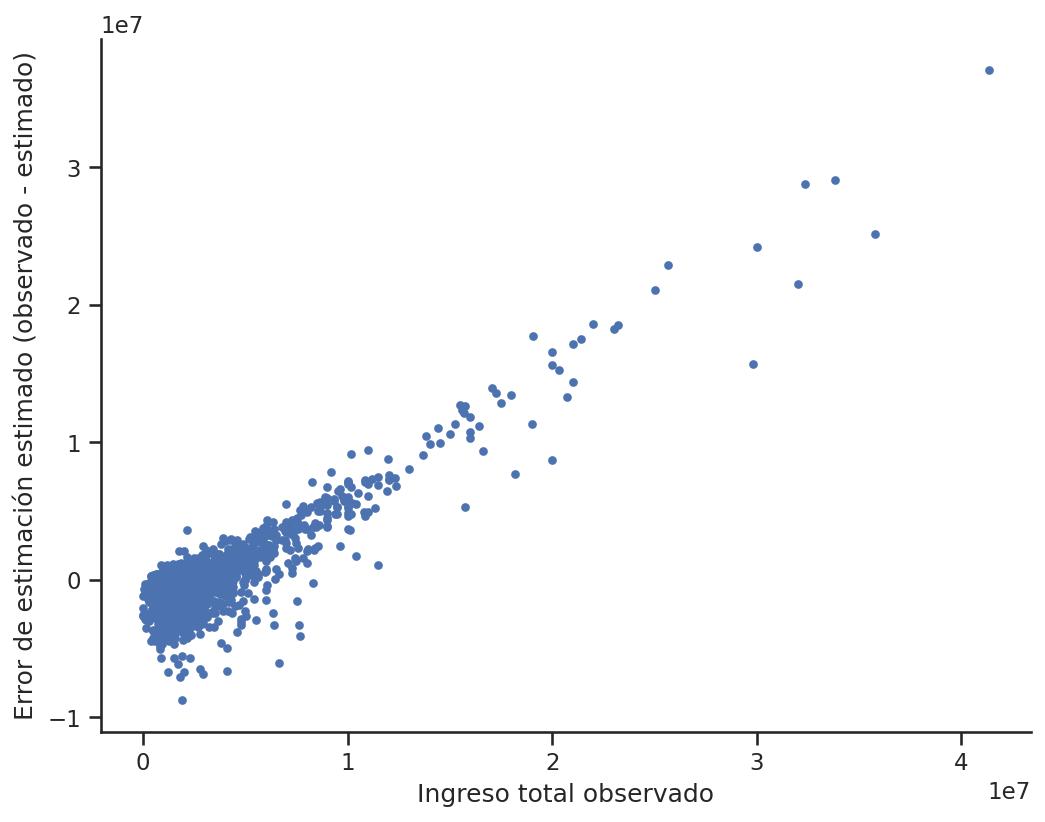 1e7
Error de estimación estimado (observado - estimado)
3
2
1
0
−1
0 1 2 3 4
1e7
Ingreso total observado